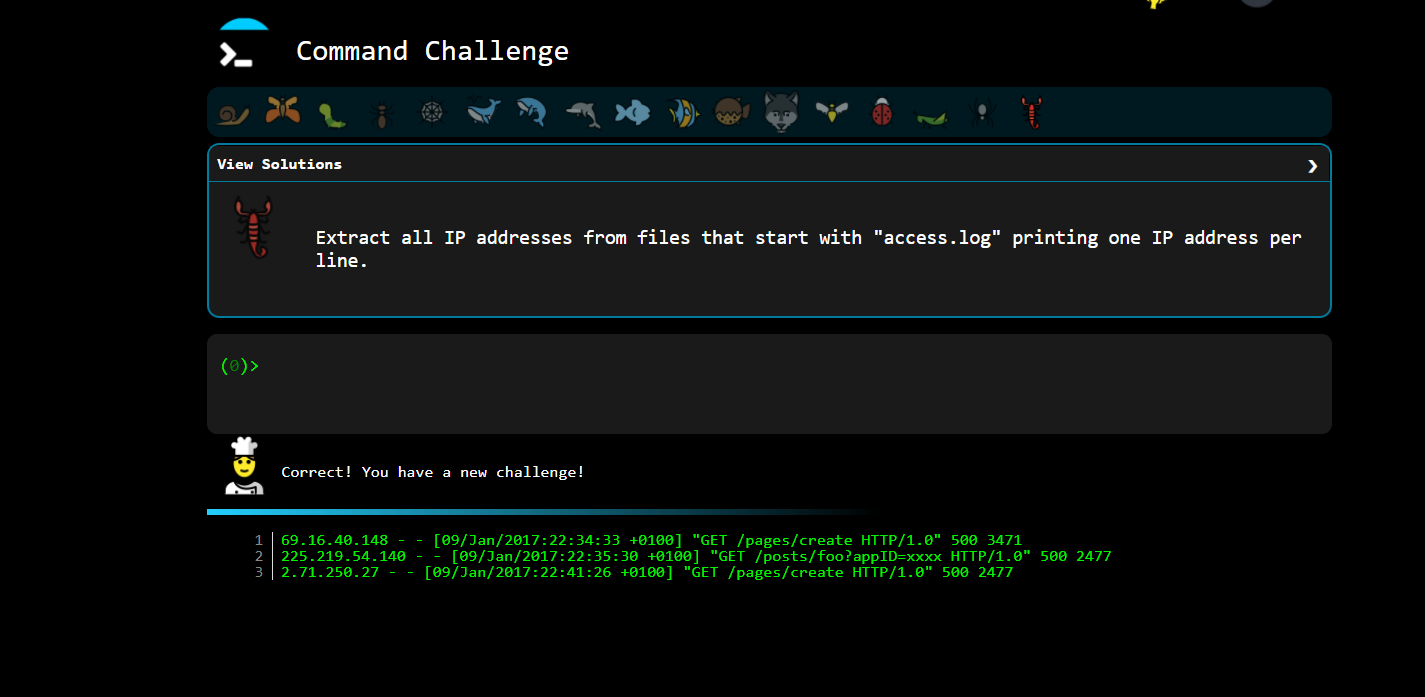 Command Challenge
View Solutions
Extract all IP addresses from files that start with "access.log" printing one IP address per
line.
(0)>
Correct! You have a new challenge!
1 69.16.40.148 - - [09/Jan/2017:22:34:33 +0100] "GET /pages/create HTTP/1.0" 500 3471
2 225.219.54.140 - - [09/Jan/2017:22:35:30 +0100] "GET /posts/foo?appID=xxxx HTTP/1.0" 500 2477
3 2.71.250.27 - - [09/Jan/2017:22:41:26 +0100] "GET /pages/create HTTP/1.0" 500 2477